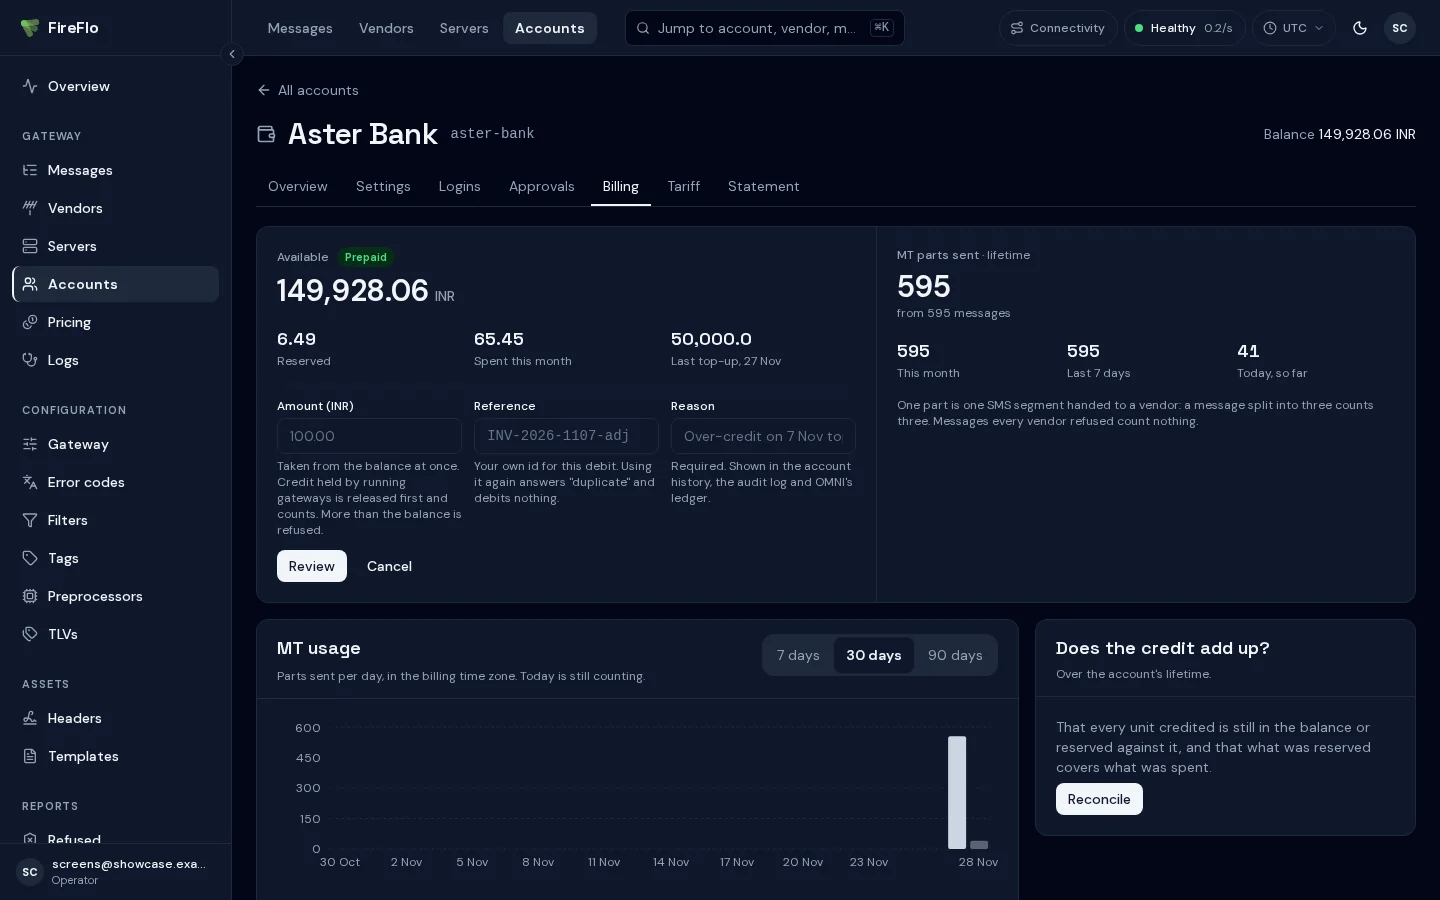 FireFlo
Messages
Vendors
Servers
Accounts
Jump to account, vendor, m...
⌘K
Connectivity
Healthy 0.2/s
UTC
SC
Overview
GATEWAY
Messages
Vendors
Servers
Accounts
Pricing
Logs
CONFIGURATION
Gateway
Error codes
Filters
Tags
Preprocessors
TLVs
ASSETS
Headers
Templates
REPORTS
Refused
SC
screens@showcase.exa...
Operator
All accounts
Aster Bank aster-bank
Balance 149,928.06 INR
Overview
Settings
Logins
Approvals
Billing
Tariff
Statement
Available Prepaid
149,928.06 INR
6.49
Reserved
65.45
Spent this month
50,000.0
Last top-up, 27 Nov
Amount (INR)
100.00
Taken from the balance at once.
Credit held by running
gateways is released first and
counts. More than the balance is
refused.
Reference
INV-2026-1107-adj
Your own id for this debit. Using
it again answers "duplicate" and
debits nothing.
Reason
Over-credit on 7 Nov to
Required. Shown in the account
history, the audit log and OMNI's
ledger.
Review
Cancel
MT parts sent · lifetime
595
from 595 messages
595
This month
595
Last 7 days
41
Today, so far
One part is one SMS segment handed to a vendor: a message split into three counts
three. Messages every vendor refused count nothing.
MT usage
Parts sent per day, in the billing time zone. Today is still counting.
7 days
30 days
90 days
600
450
300
150
0
30 Oct
2 Nov
5 Nov
8 Nov
11 Nov
14 Nov
17 Nov
20 Nov
23 Nov
28 Nov
Does the credit add up?
Over the account's lifetime.
That every unit credited is still in the balance or
reserved against it, and that what was reserved
covers what was spent.
Reconcile